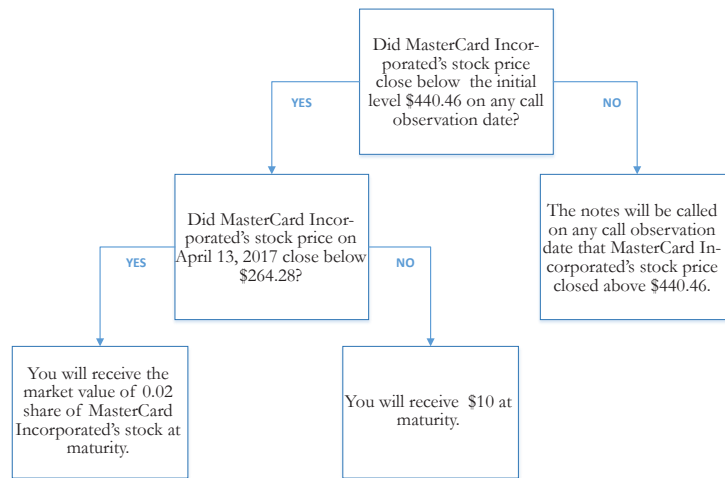 Did MasterCard Incor-
porated's stock price
close below the initial
level $440.46 on any call
observation date?
YES
NO
Did MasterCard Incor-
porated's stock price on
April 13, 2017 close below
$264.28?
The notes will be called
on any call observation
date that MasterCard In-
corporated's stock price
closed above $440.46.
YES
NO
You will receive the
market value of 0.02
share of MasterCard
Incorporated's stock at
maturity.
You will receive $10 at
maturity.